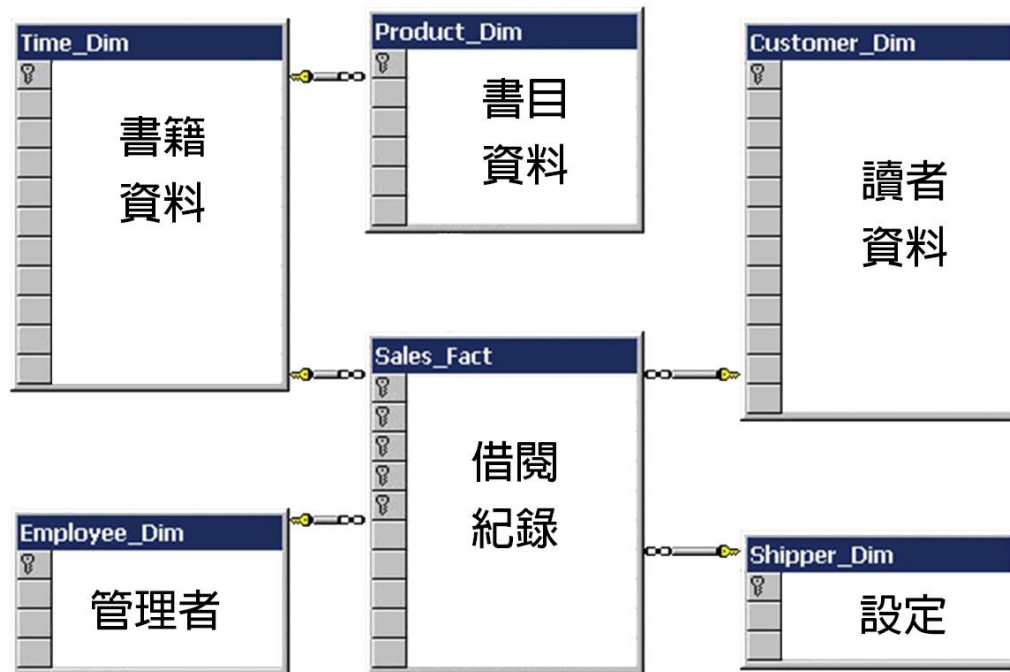 Time_Dim
書籍
資料
Product_Dim
書目
資料
Customer_Dim
讀者
資料
Sales_Fact
借閱
紀錄
Employee_Dim
管理者
Shipper_Dim
設定